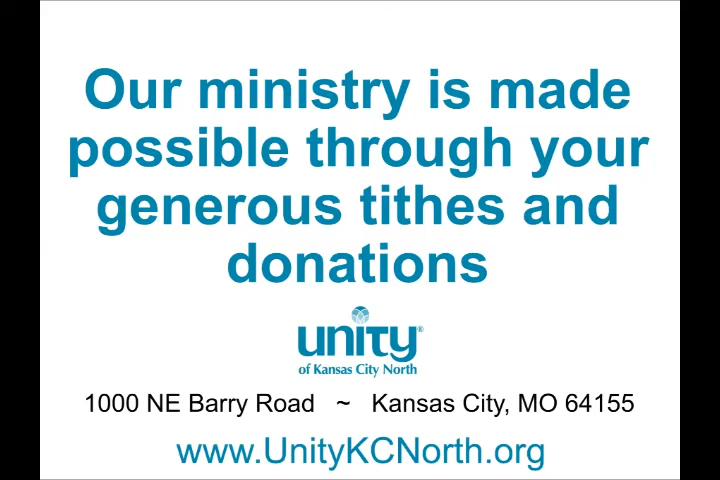 Our ministry is made
possible through your
generous tithes and
donations
unity®
of Kansas City North
1000 NE Barry Road ~ Kansas City, MO 64155
www.UnityKCNorth.org